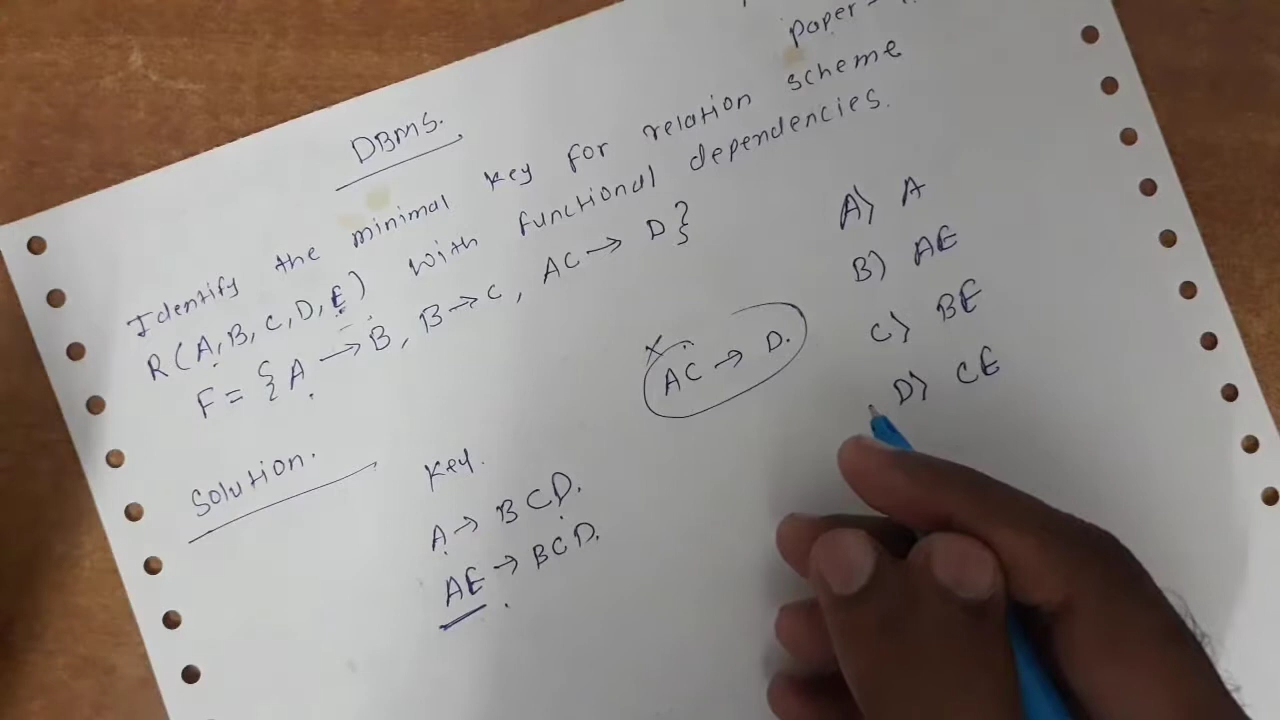 paper -
DBMS.
Identify the minimal key for relation scheme
R(A,B,C,D,E) with functional dependencies.
F = { A → B, B → C, AC → D }
A) A
B) AE
C) BE
D) CE
AC → D.
Solution.
Key.
A → BCD.
AE → BCD.